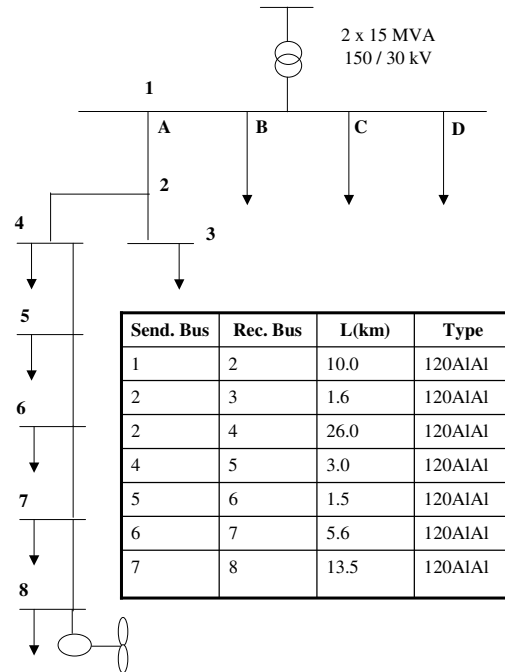 2 x 15 MVA
150 / 30 kV
1
A B C D
2
4
3
5
6
7
8
Send. Bus Rec. Bus L(km) Type
1 2 10.0 120AlAl
2 3 1.6 120AlAl
2 4 26.0 120AlAl
4 5 3.0 120AlAl
5 6 1.5 120AlAl
6 7 5.6 120AlAl
7 8 13.5 120AlAl